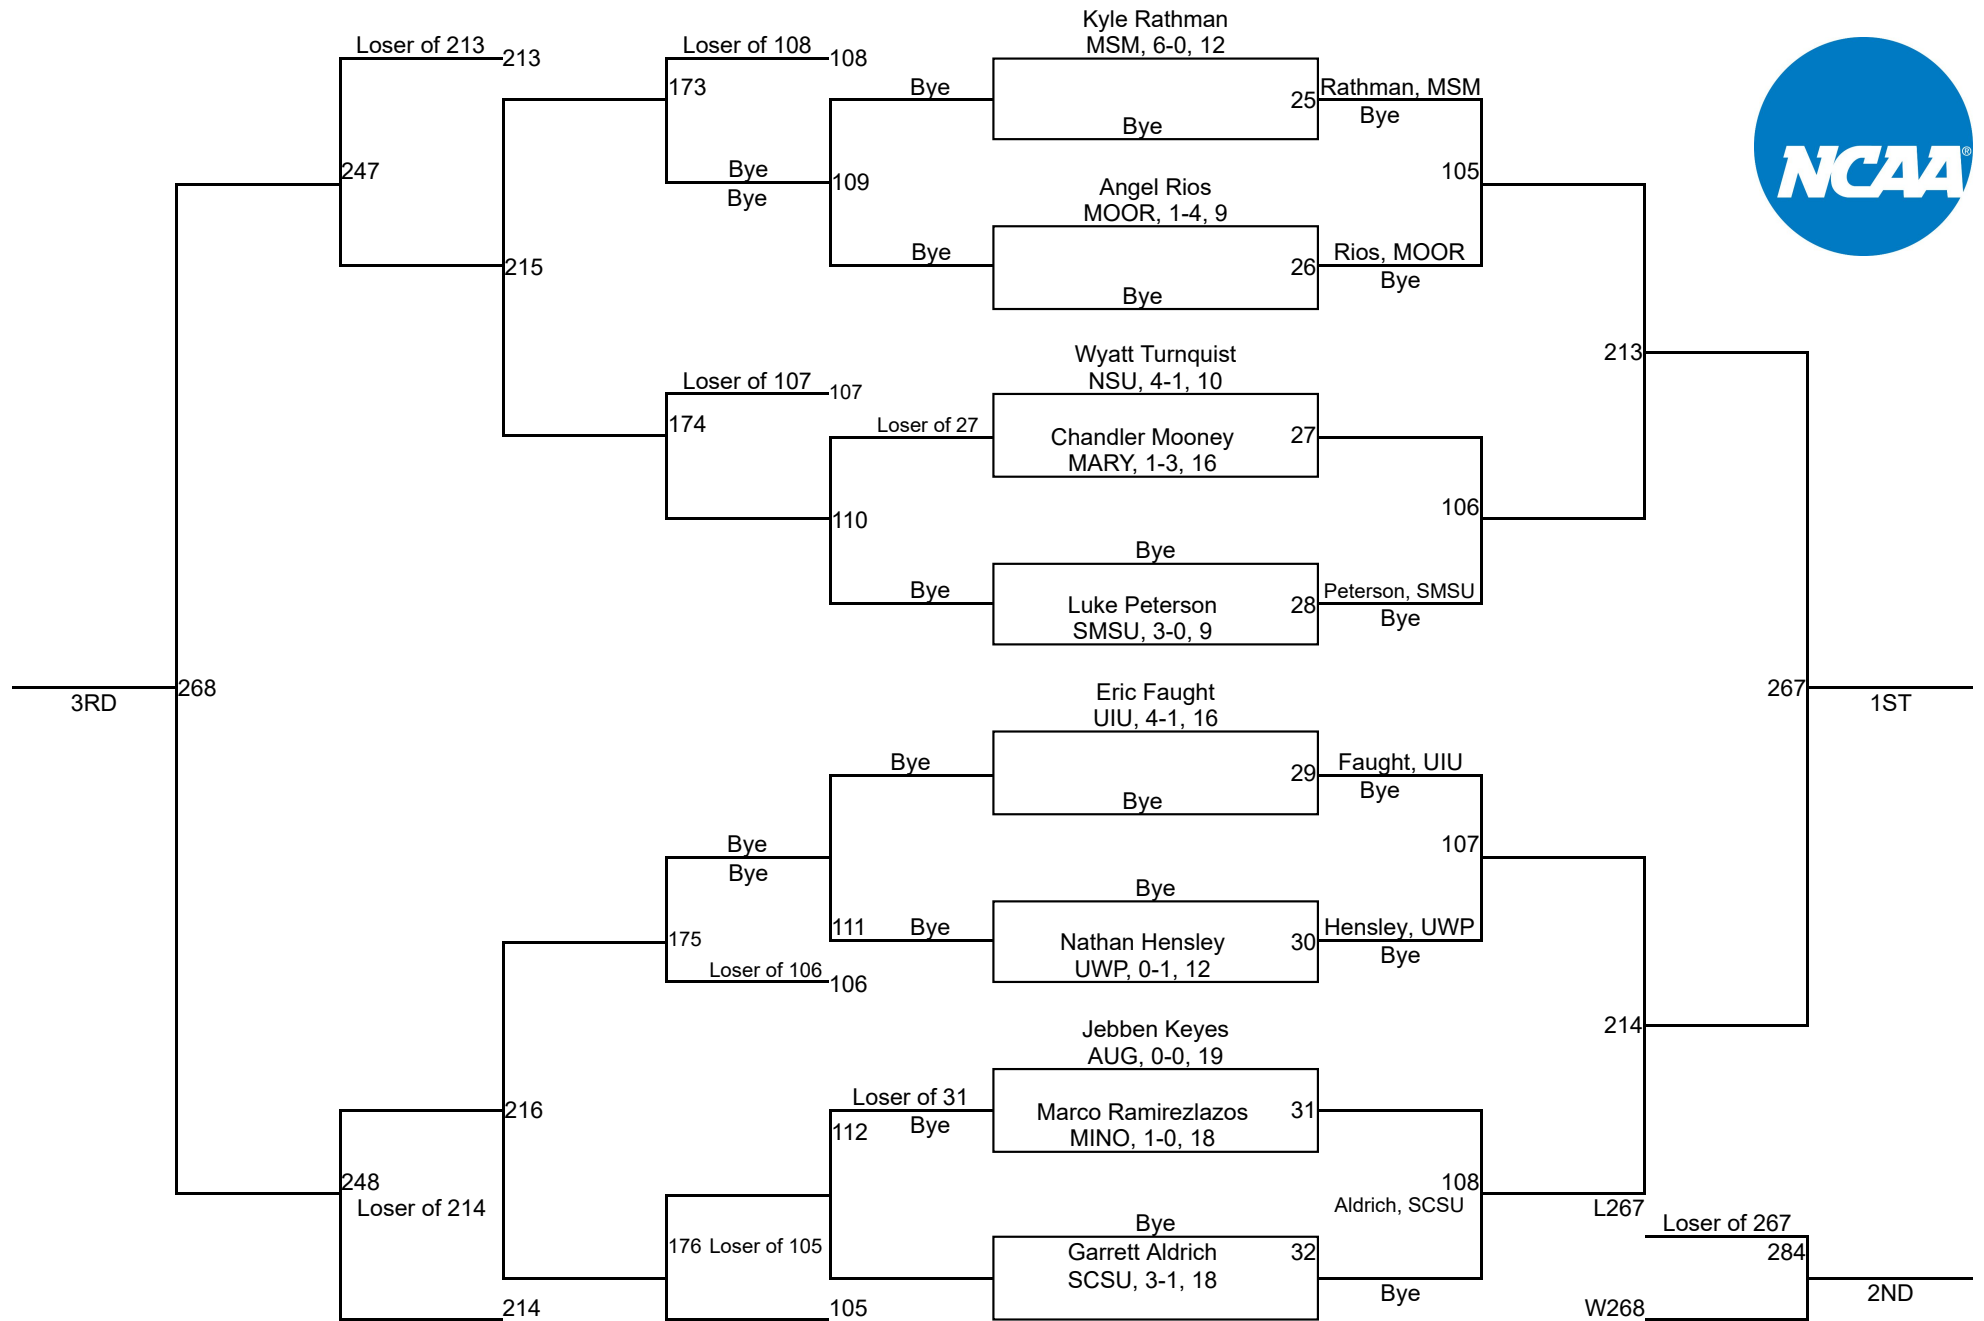 Kyle Rathman
Loser of 213
213
Loser of 108
108
MSM, 6-0, 12
173
Bye
25
Rathman, MSM
Bye
Bye
NCAA®
247
Bye
Bye
109
105
Angel Rios
MOOR, 1-4, 9
Bye
26
Rios, MOOR
Bye
215
Bye
Wyatt Turnquist
213
Loser of 107
107
NSU, 4-1, 10
174
Loser of 27
Chandler Mooney
27
MARY, 1-3, 16
110
106
Bye
Bye
Luke Peterson
SMSU, 3-0, 9
28
Peterson, SMSU
Bye
3RD
268
Eric Faught
UIU, 4-1, 16
267
1ST
Bye
29
Faught, UIU
Bye
Bye
Bye
Bye
107
Bye
111
Bye
Nathan Hensley
UWP, 0-1, 12
30
Hensley, UWP
Bye
175
Loser of 106
106
Jebben Keyes
AUG, 0-0, 19
214
216
Loser of 31
Bye
112
Marco Ramirezlazos
MINO, 1-0, 18
31
248
Loser of 214
108
Aldrich, SCSU
L267
Bye
Loser of 267
176
Loser of 105
Garrett Aldrich
SCSU, 3-1, 18
32
284
Bye
2ND
214
105
W268